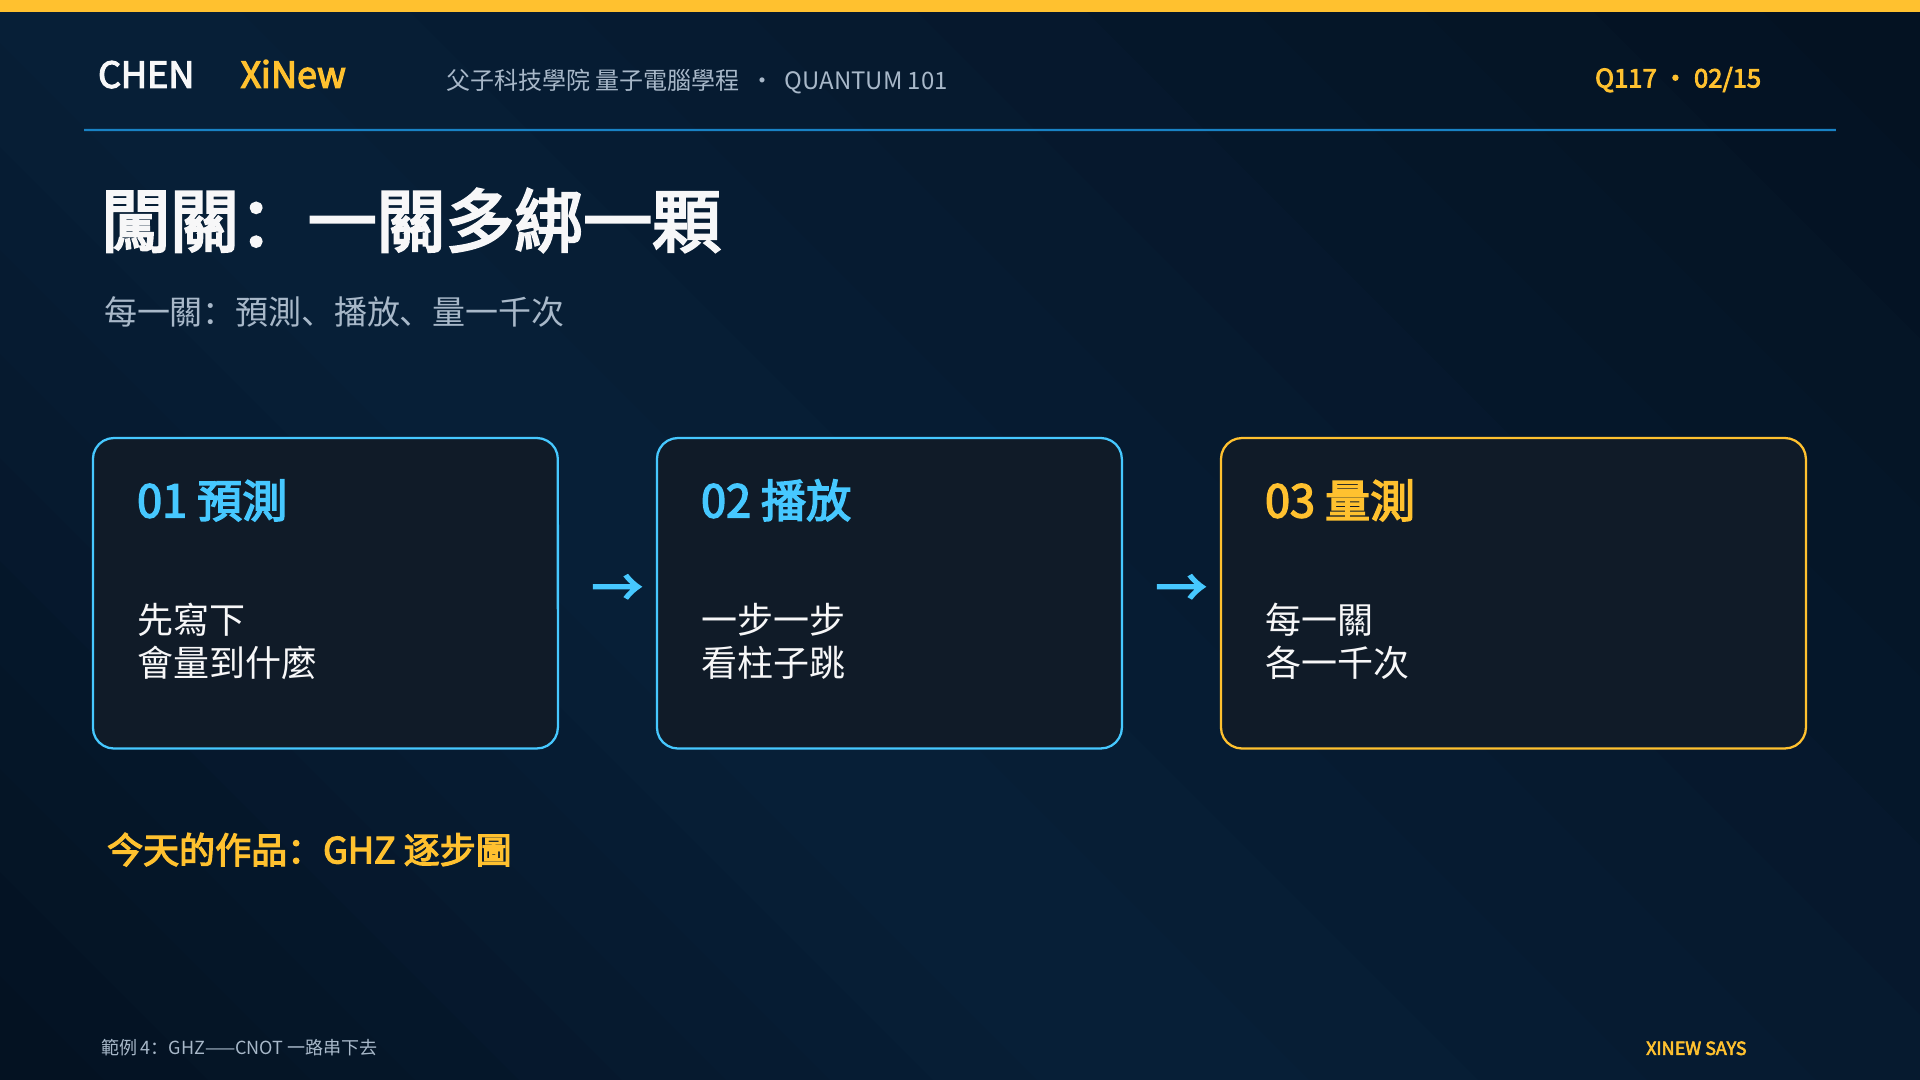 CHEN XiNew 父子科技學院 量子電腦學程 · QUANTUM 101 Q117 · 02/15
闖關：一關多綁一顆
每一關：預測、播放、量一千次
01 預測
先寫下
會量到什麼
→
02 播放
一步一步
看柱子跳
→
03 量測
每一關
各一千次
今天的作品：GHZ 逐步圖
範例 4：GHZ——CNOT 一路串下去 XINEW SAYS